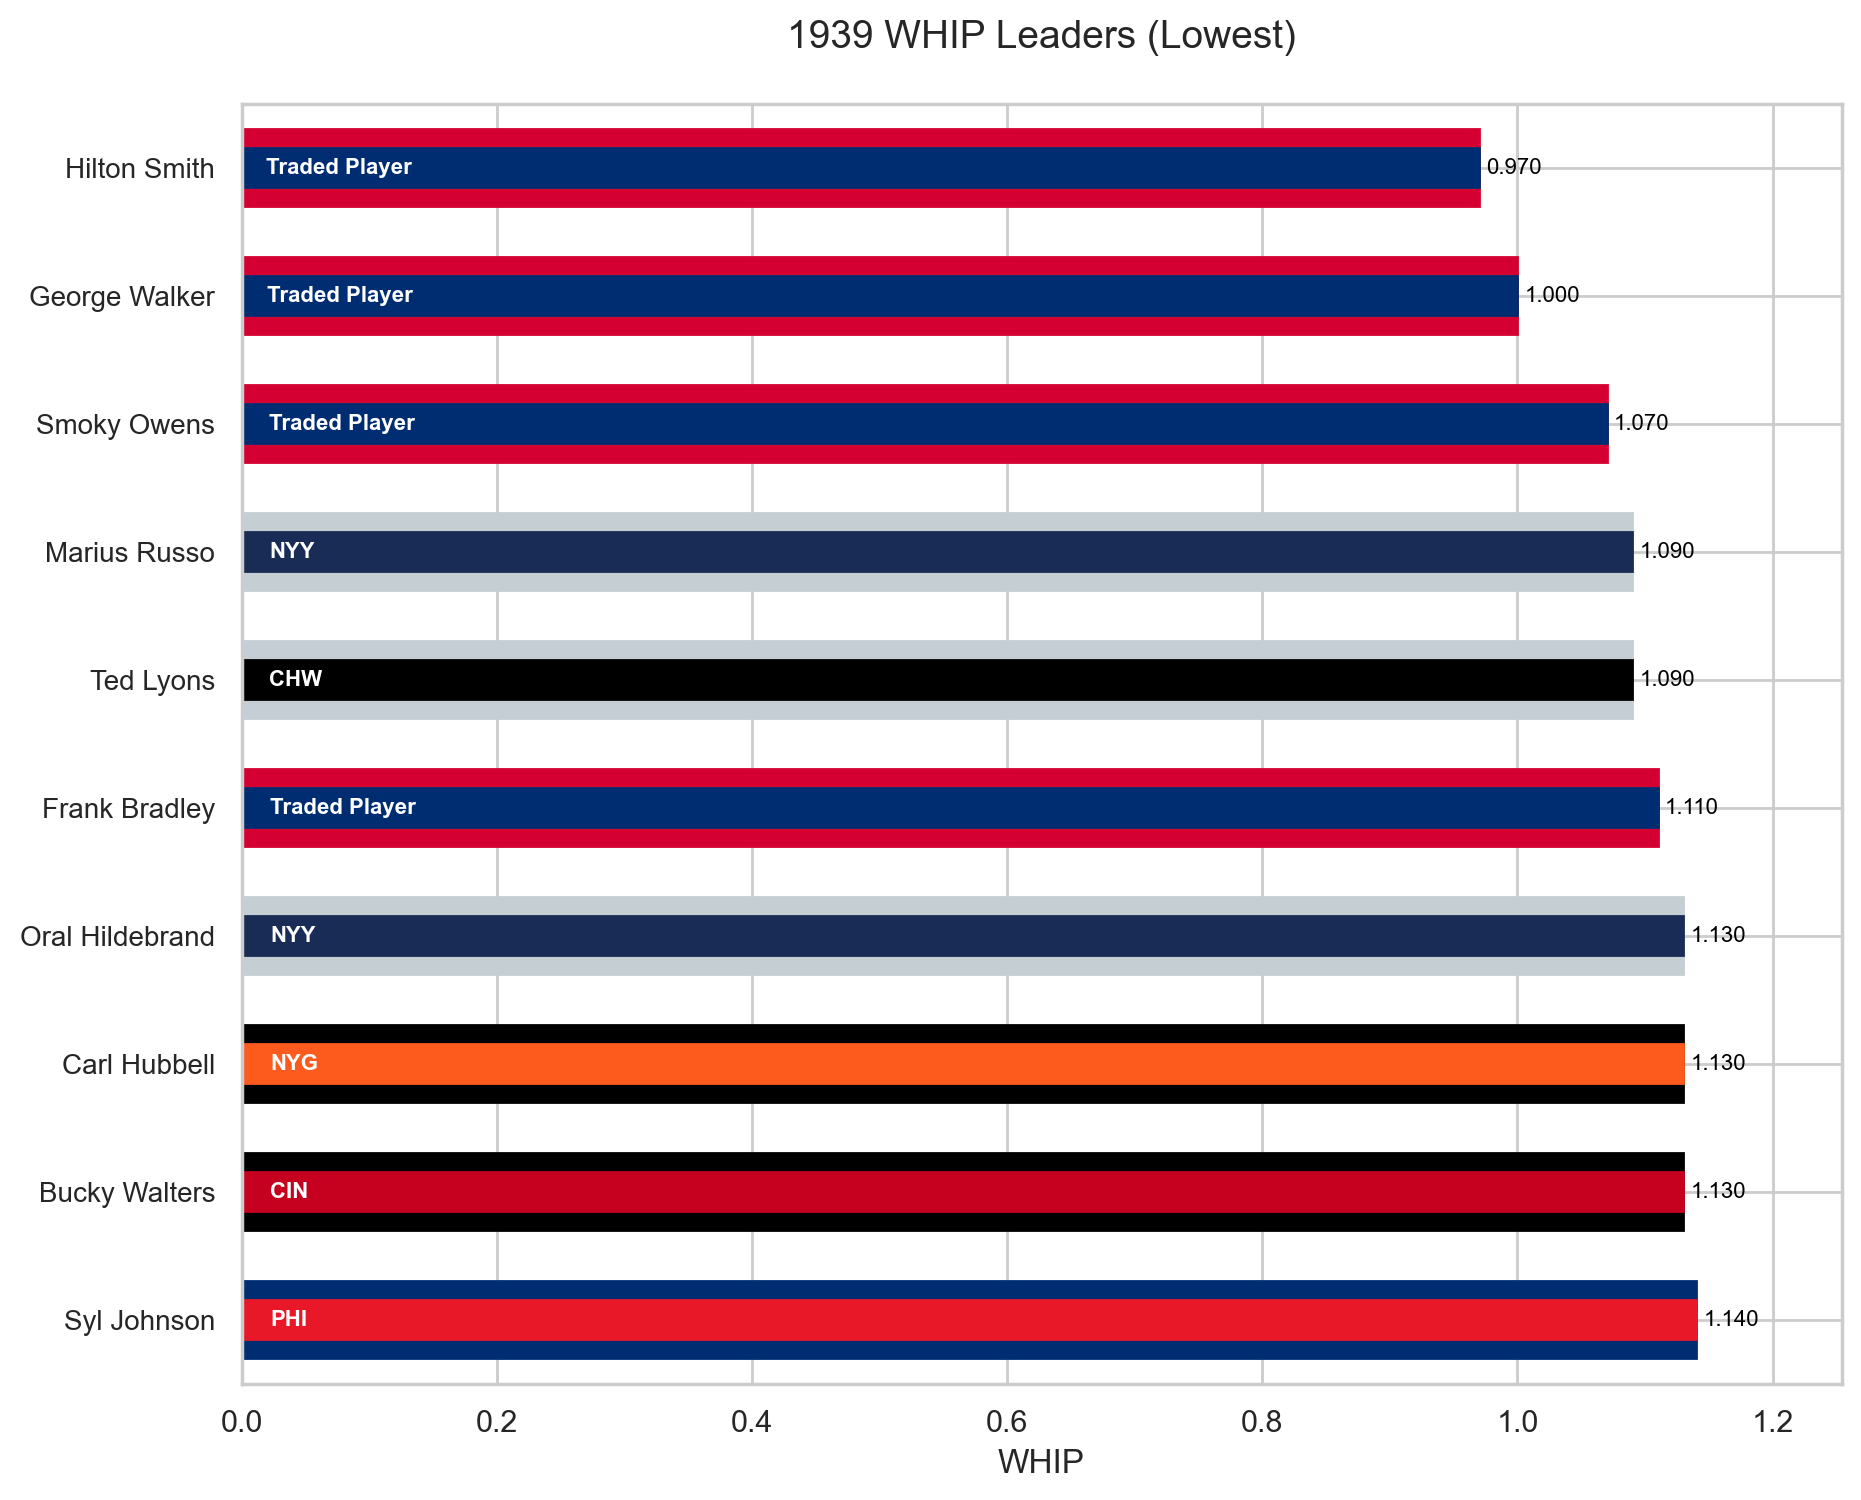 1939 WHIP Leaders (Lowest)
Hilton Smith Traded Player 0.970
George Walker Traded Player 1.000
Smoky Owens Traded Player 1.070
Marius Russo NYY 1.090
Ted Lyons CHW 1.090
Frank Bradley Traded Player 1.110
Oral Hildebrand NYY 1.130
Carl Hubbell NYG 1.130
Bucky Walters CIN 1.130
Syl Johnson PHI 1.140
0.0 0.2 0.4 0.6 0.8 1.0 1.2
WHIP